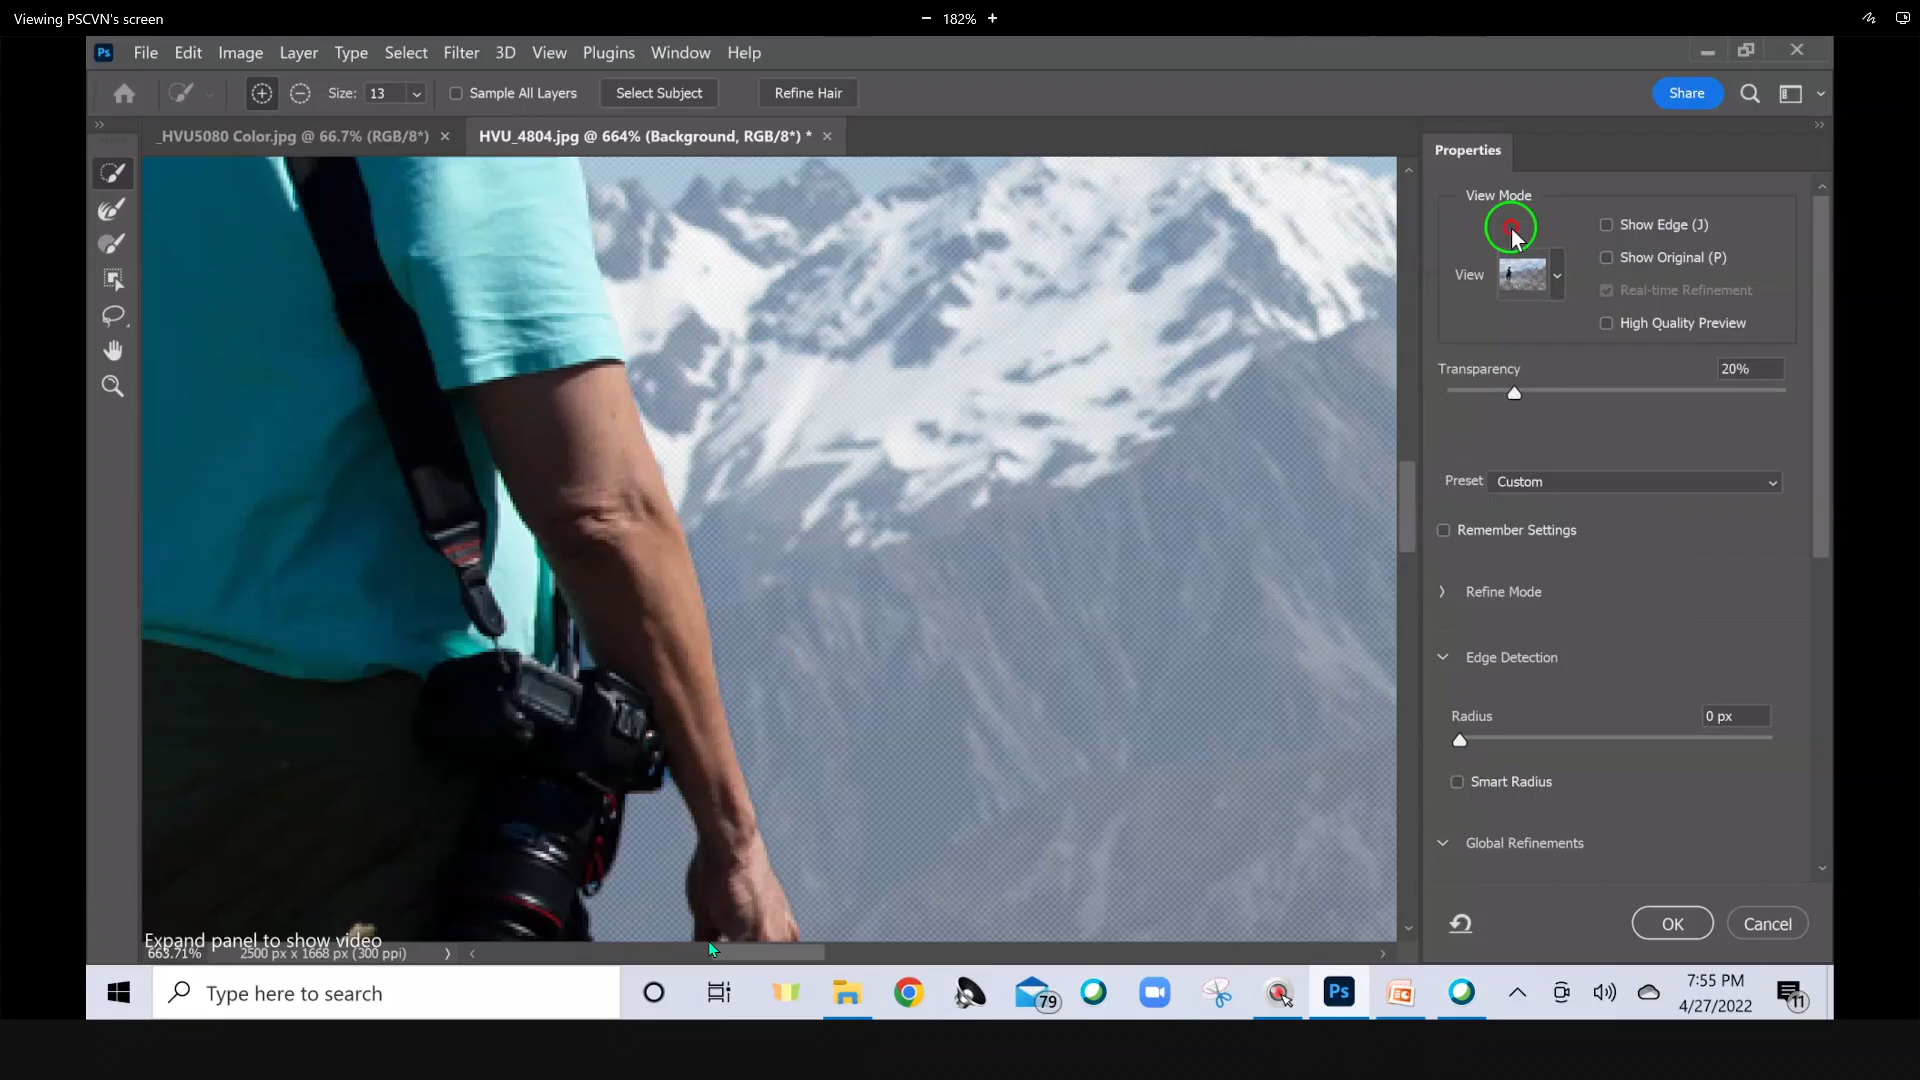 Viewing PSCVN's screen
− 182% +
Ps File Edit Image Layer Type Select Filter 3D View Plugins Window Help
Size: 13 Sample All Layers Select Subject Refine Hair Share
_HVU5080 Color.jpg @ 66.7% (RGB/8*) × HVU_4804.jpg @ 664% (Background, RGB/8*) * ×
Properties
View Mode
Show Edge (J)
Show Original (P)
View
Real-time Refinement
High Quality Preview
Transparency 20%
Preset Custom
Remember Settings
Refine Mode
Edge Detection
Radius 0 px
Smart Radius
Global Refinements
OK Cancel
Expand panel to show video
663.71% 2500 px x 1668 px (300 ppi)
Type here to search
79
Ps
7:55 PM
4/27/2022
11